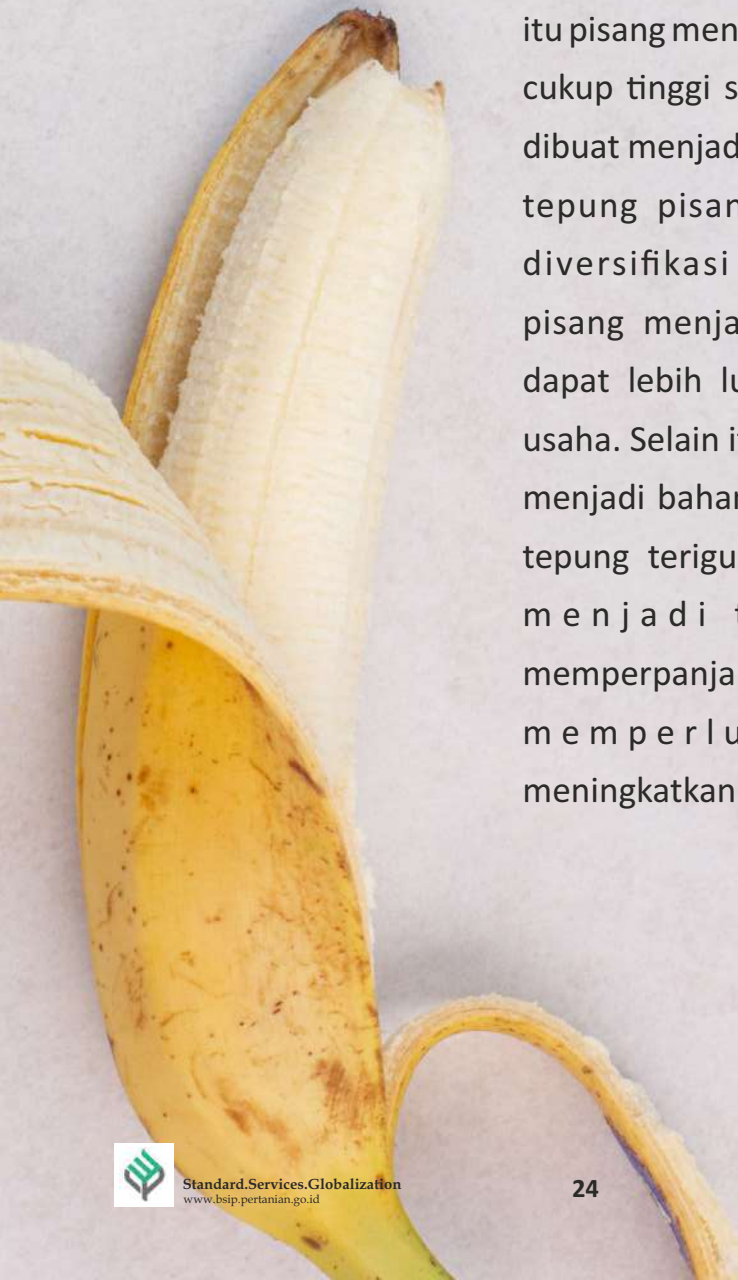 itu pisang men
cukup tinggi s
dibuat menjad
tepung pisan
diversifikasi
pisang menja
dapat lebih lu
usaha. Selain i
menjadi bahan
tepung terigu
menjadi t
memperpanja
memperlu
meningkatkan
Standard.Services.Globalization
www.bsip.pertanian.go.id
24